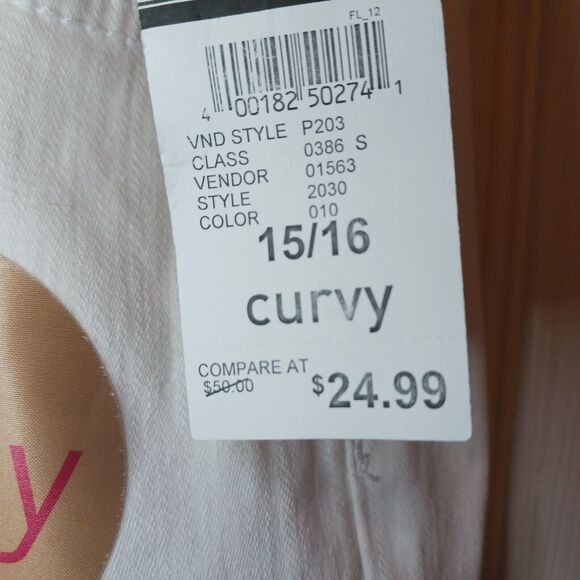 FL_12
4 00182 50274 1
VND STYLE P203
CLASS 0386 S
VENDOR 01563
STYLE 2030
COLOR 010
15/16
curvy
COMPARE AT
$50.00 $24.99
y